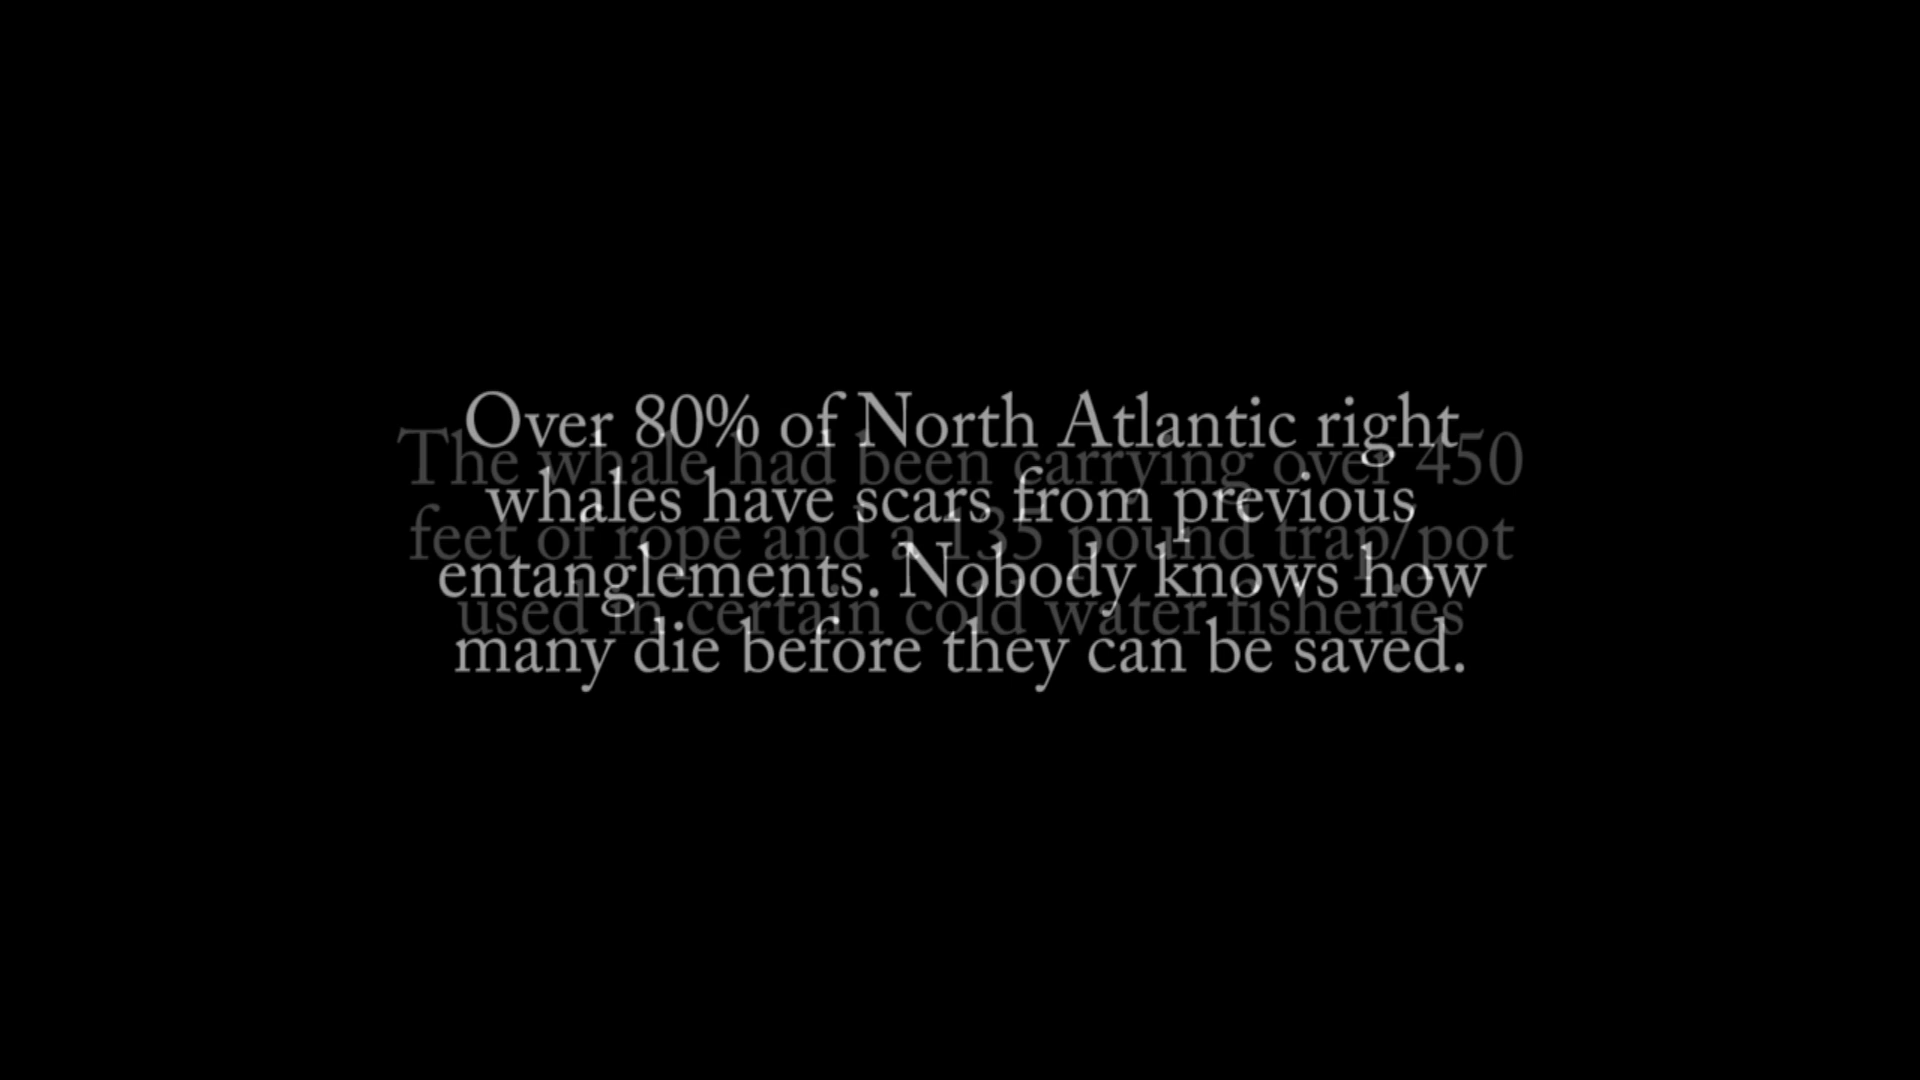 Over 80% of North Atlantic right
whales have scars from previous
entanglements. Nobody knows how
many die before they can be saved.
The whale had been carrying over 450
feet of rope and a 135 pound trap/pot
used in certain cold water fisheries